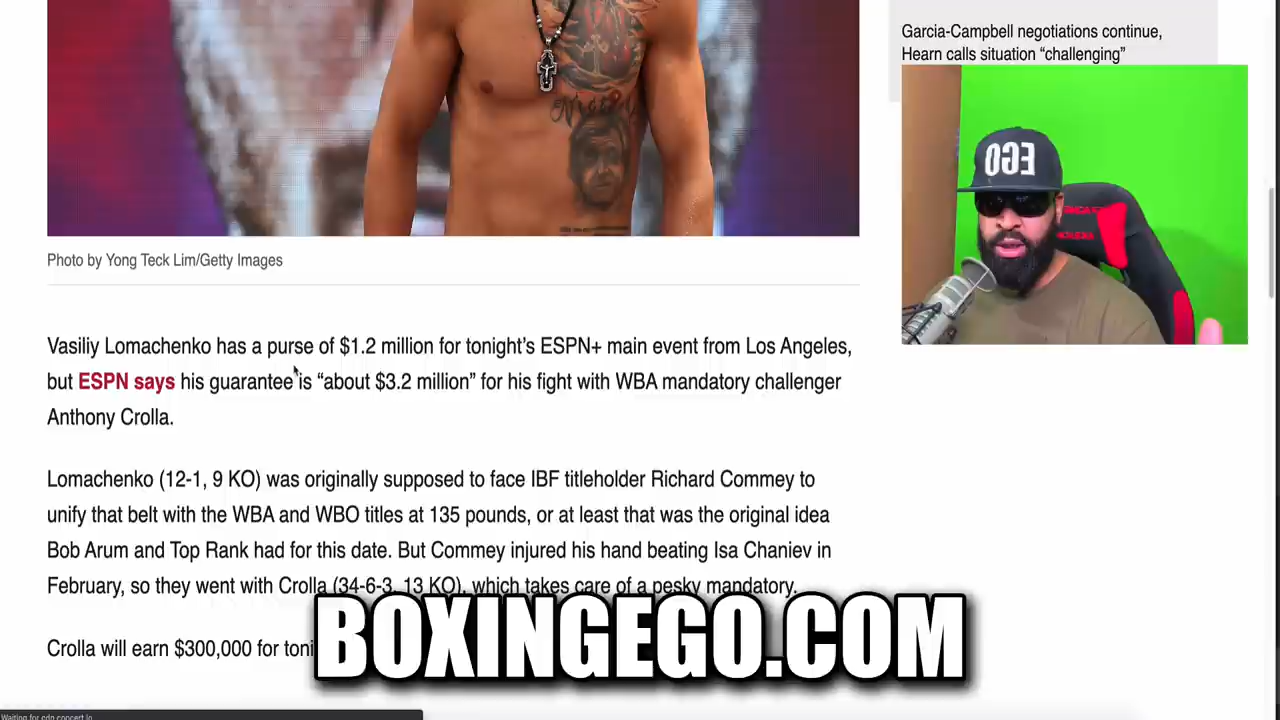 Garcia-Campbell negotiations continue,
Hearn calls situation “challenging”
EGO
Photo by Yong Teck Lim/Getty Images
Vasiliy Lomachenko has a purse of $1.2 million for tonight’s ESPN+ main event from Los Angeles,
but ESPN says his guarantee is “about $3.2 million” for his fight with WBA mandatory challenger
Anthony Crolla.
Lomachenko (12-1, 9 KO) was originally supposed to face IBF titleholder Richard Commey to
unify that belt with the WBA and WBO titles at 135 pounds, or at least that was the original idea
Bob Arum and Top Rank had for this date. But Commey injured his hand beating Isa Chaniev in
February, so they went with Crolla (34-6-3, 13 KO), which takes care of a pesky mandatory.
Crolla will earn $300,000 for toni
BOXINGEGO.COM
Waiting for cdn.concert.io